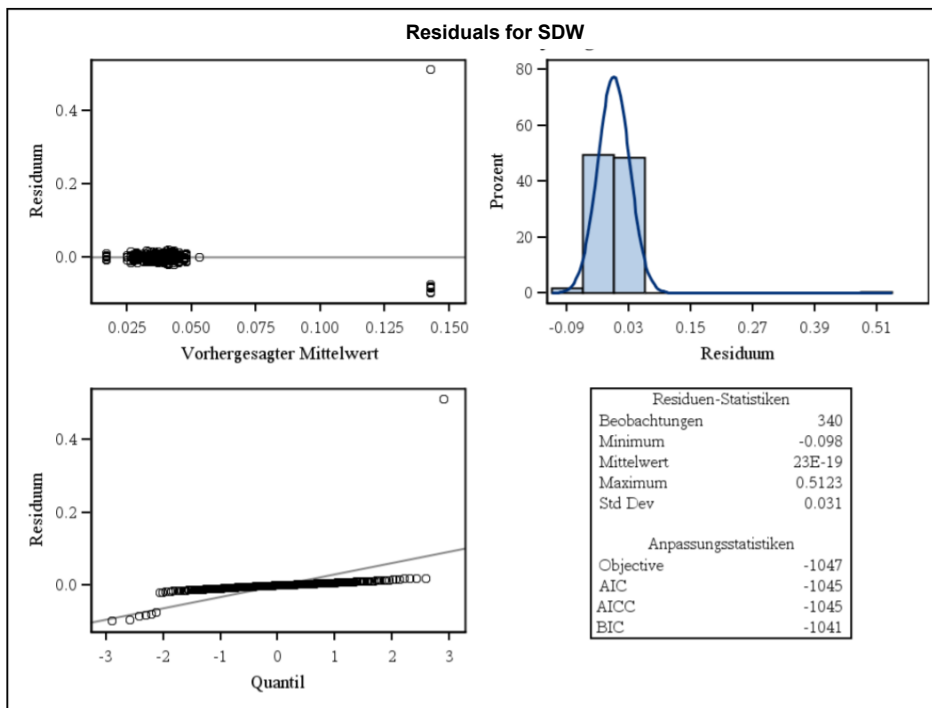 Residuals for SDW
0.4
0.2
0.0
Residuum
0.025 0.050 0.075 0.100 0.125 0.150
Vorhergesagter Mittelwert
80
60
40
20
0
Prozent
-0.09 0.03 0.15 0.27 0.39 0.51
Residuum
0.4
0.2
0.0
Residuum
-3 -2 -1 0 1 2 3
Quantil
Residuen-Statistiken
Beobachtungen 340
Minimum -0.098
Mittelwert 23E-19
Maximum 0.5123
Std Dev 0.031
Anpassungsstatistiken
Objective -1047
AIC -1045
AICC -1045
BIC -1041